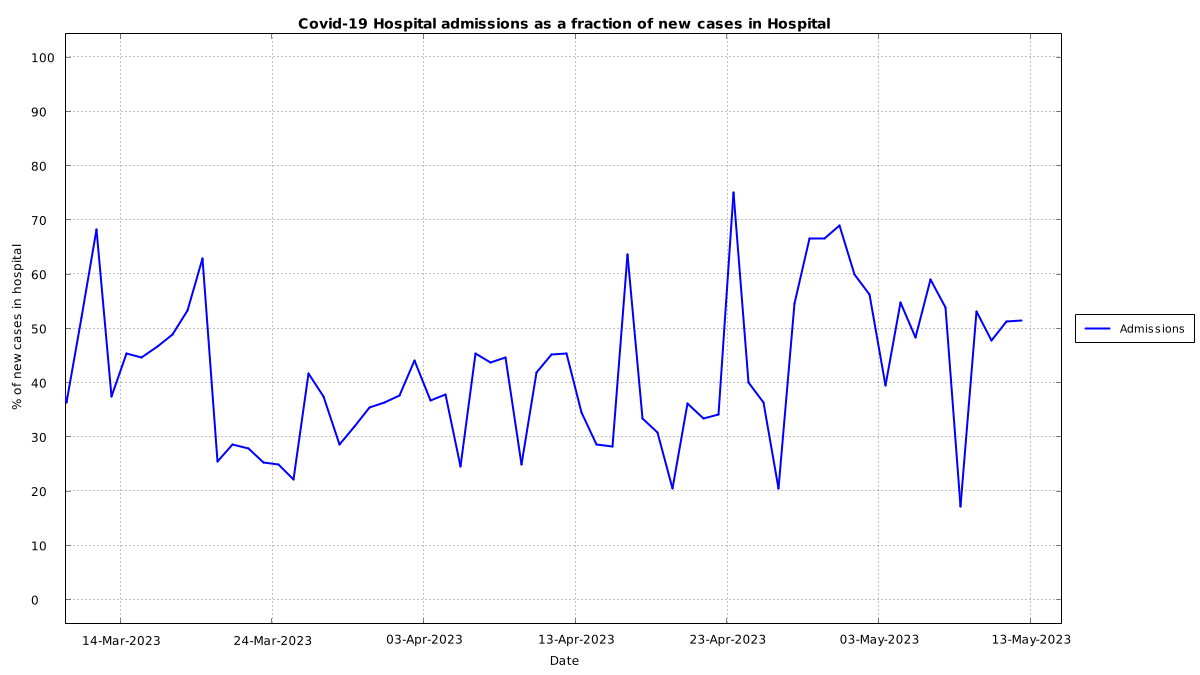 Covid-19 Hospital admissions as a fraction of new cases in Hospital
100
90
80
70
60
50
40
30
20
10
0
% of new cases in hospital
14-Mar-2023
24-Mar-2023
03-Apr-2023
13-Apr-2023
23-Apr-2023
03-May-2023
13-May-2023
Date
Admissions